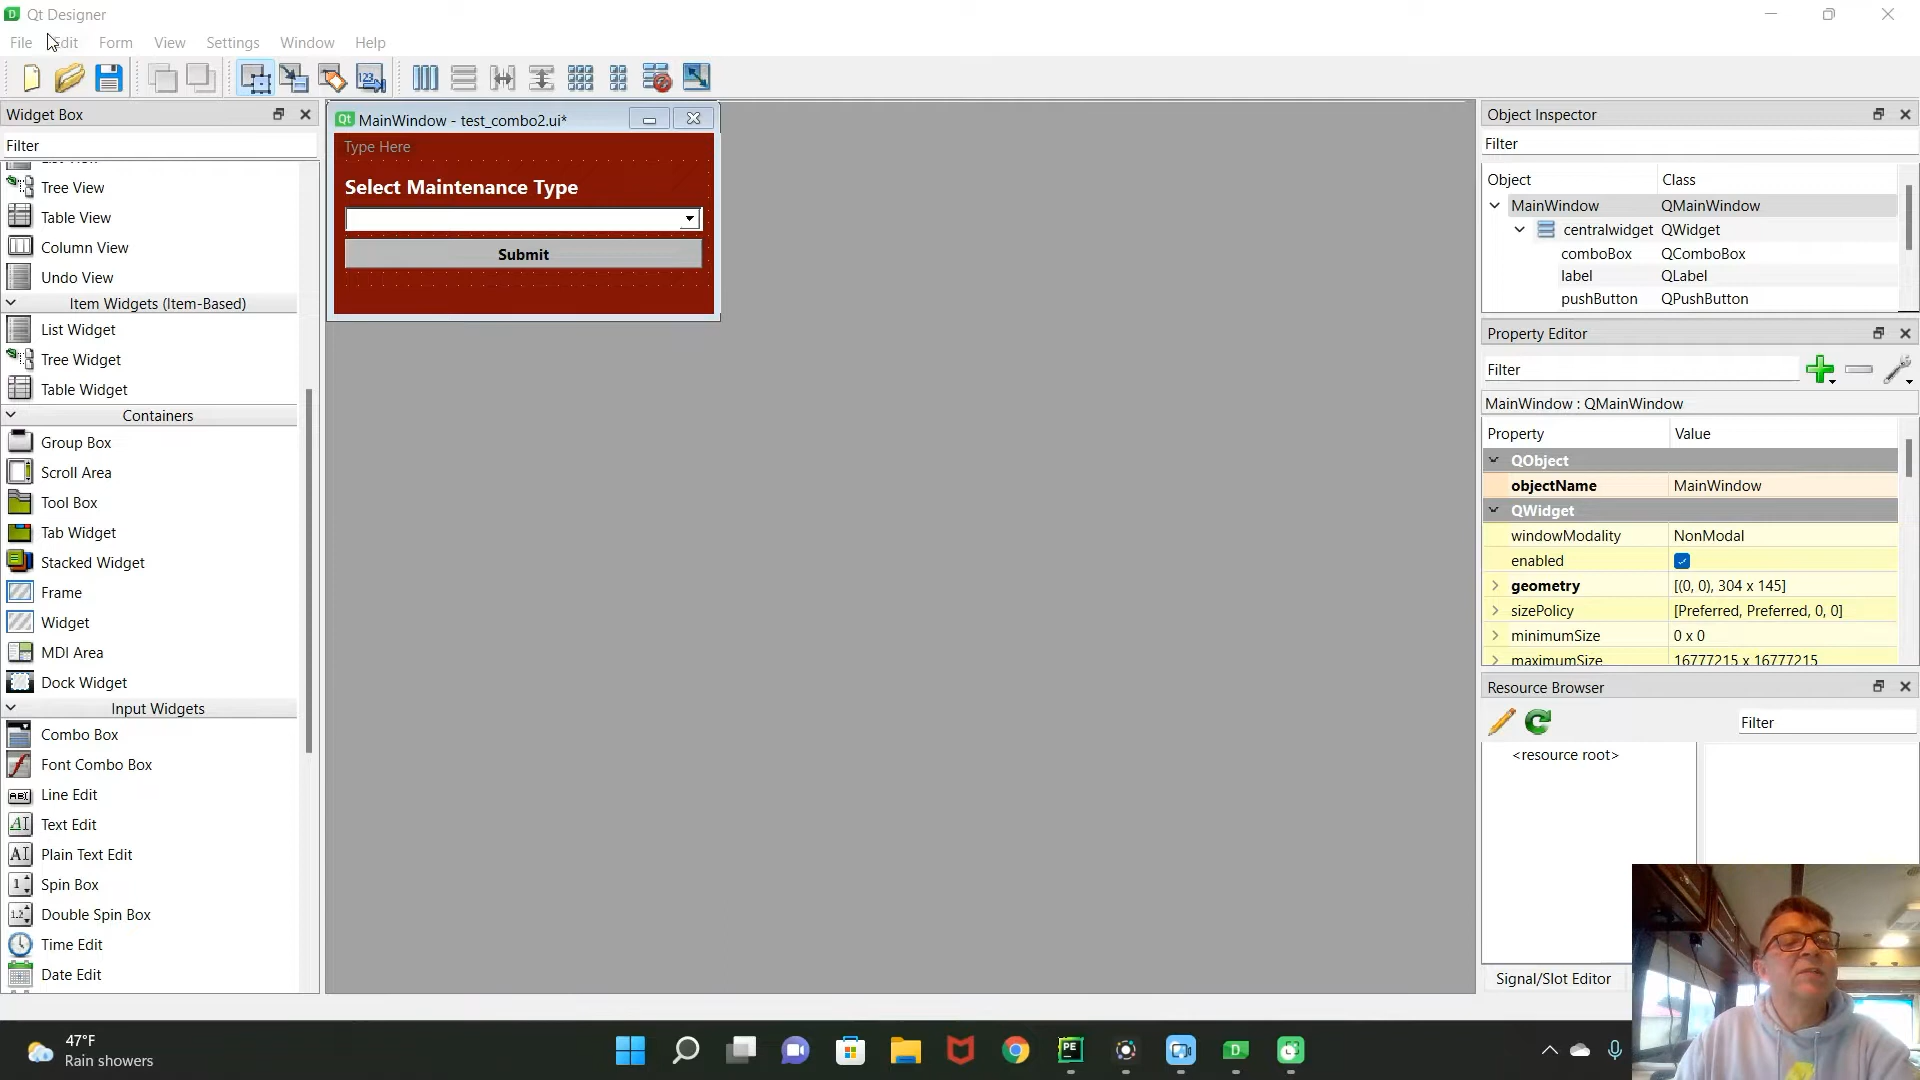 Qt Designer
File Edit Form View Settings Window Help
Widget Box
Filter
Tree View
Table View
Column View
Undo View
Item Widgets (Item-Based)
List Widget
Tree Widget
Table Widget
Containers
Group Box
Scroll Area
Tool Box
Tab Widget
Stacked Widget
Frame
Widget
MDI Area
Dock Widget
Input Widgets
Combo Box
Font Combo Box
Line Edit
Text Edit
Plain Text Edit
Spin Box
Double Spin Box
Time Edit
Date Edit
MainWindow - test_combo2.ui*
Type Here
Select Maintenance Type
Submit
Object Inspector
Filter
Object Class
MainWindow QMainWindow
centralwidget QWidget
comboBox QComboBox
label QLabel
pushButton QPushButton
Property Editor
Filter
MainWindow : QMainWindow
Property Value
QObject
objectName MainWindow
QWidget
windowModality NonModal
enabled
geometry [(0, 0), 304 x 145]
sizePolicy [Preferred, Preferred, 0, 0]
minimumSize 0 x 0
maximumSize 16777215 x 16777215
Resource Browser
Filter
<resource root>
Signal/Slot Editor
47°F
Rain showers